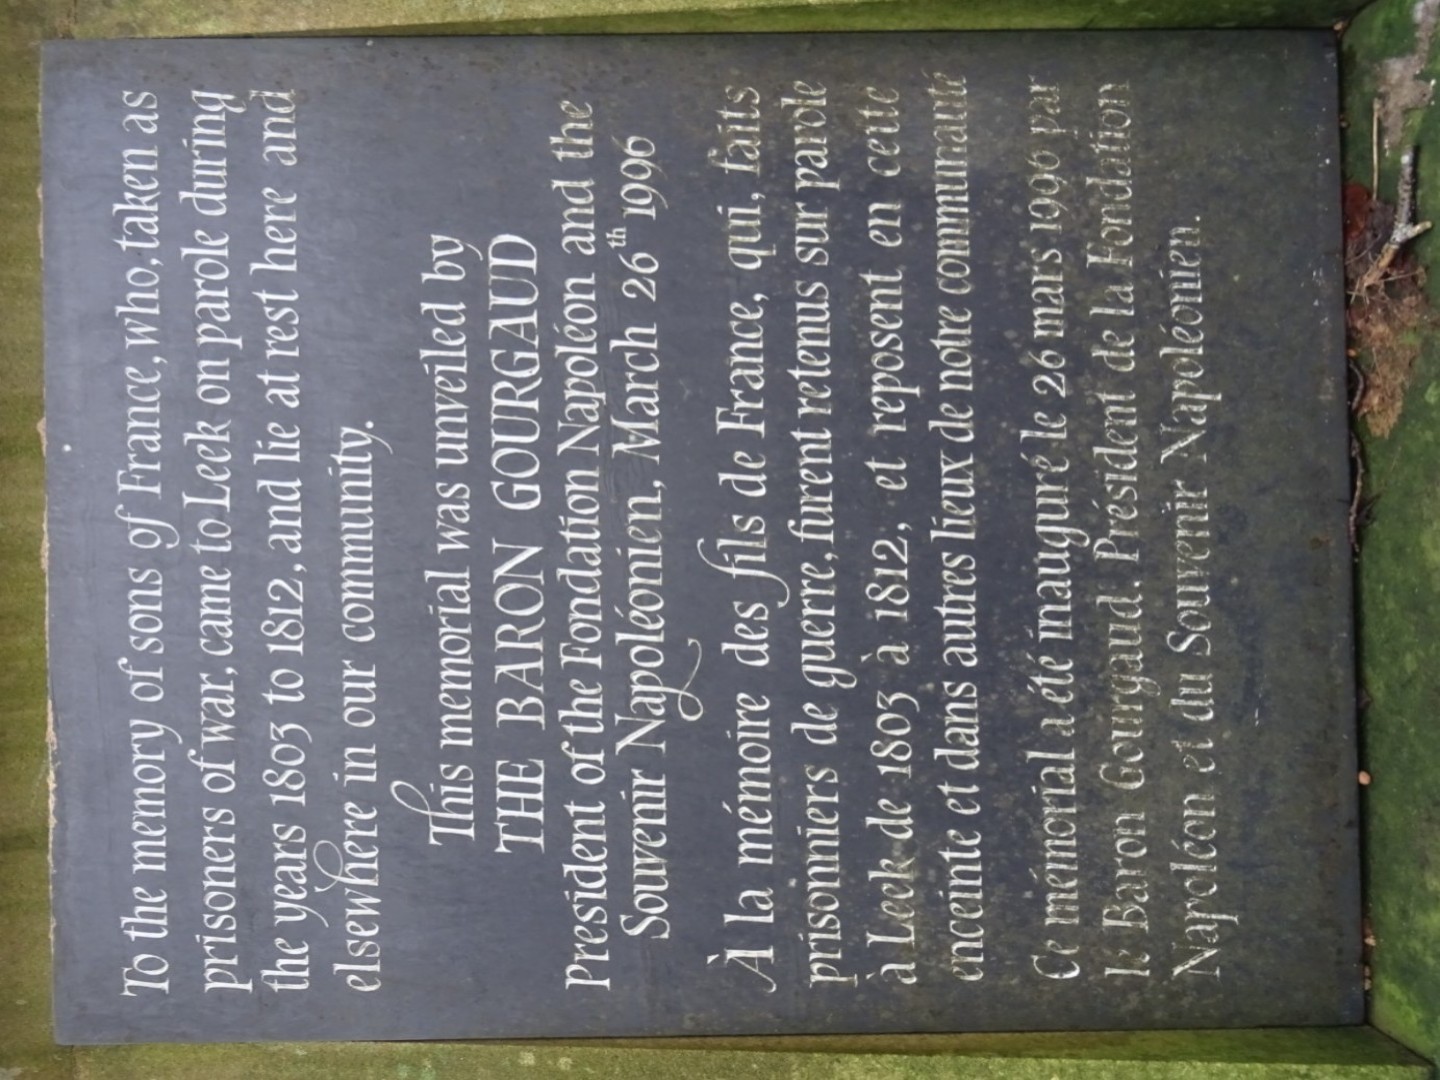 To the memory of sons of France, who, taken as
prisoners of war, came to Leek on parole during
the years 1803 to 1812, and lie at rest here and
elsewhere in our community.
This memorial was unveiled by
THE BARON GOURGAUD
President of the Fondation Napoléon and the
Souvenir Napoléonien, March 26th 1996
À la mémoire des fils de France, qui, faits
prisonniers de guerre, furent retenus sur parole
à Leek de 1803 à 1812, et reposent en cette
enceinte et dans autres lieux de notre communauté
Ce mémorial a été inauguré le 26 mars 1996 par
le Baron Gourgaud. Président de la Fondation
Napoléon et du Souvenir Napoléonien.